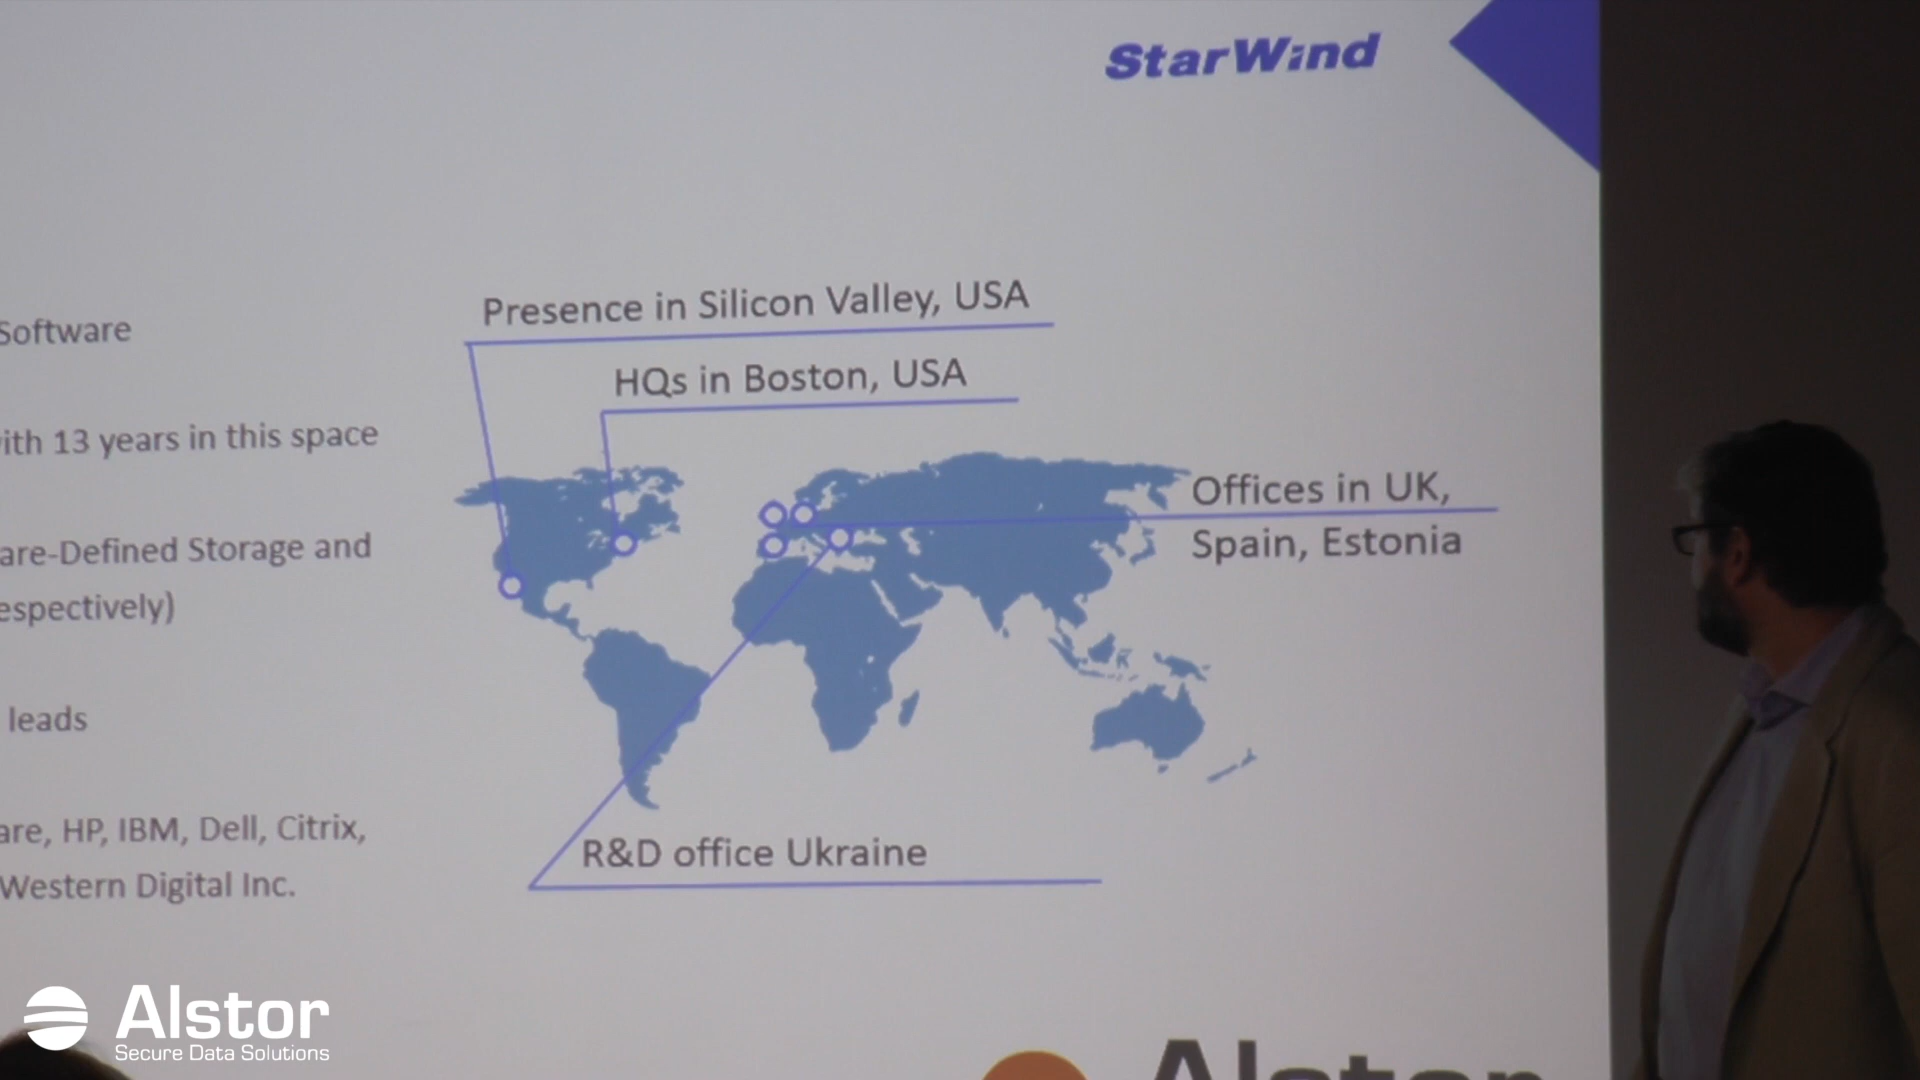 StarWind
Presence in Silicon Valley, USA
HQs in Boston, USA
Offices in UK,
Spain, Estonia
R&D office Ukraine
Software
with 13 years in this space
are-Defined Storage and
espectively)
leads
are, HP, IBM, Dell, Citrix,
Western Digital Inc.
Alstor
Secure Data Solutions
Alstor